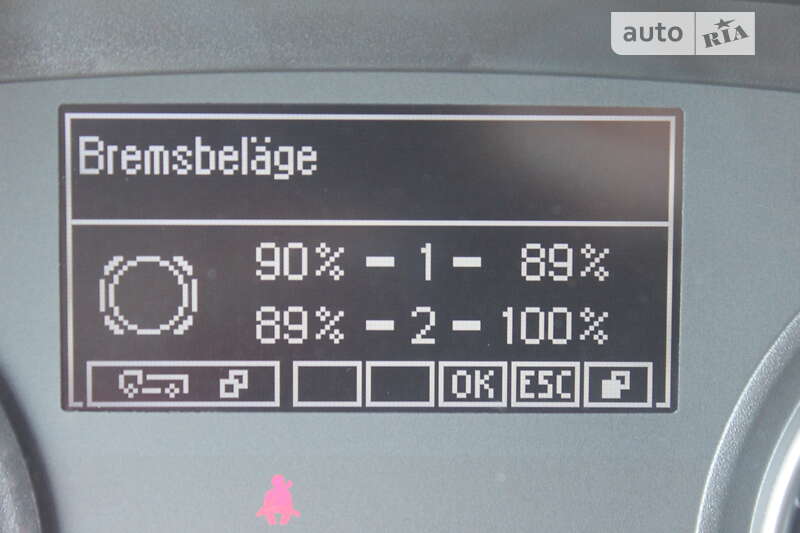 auto RIA
Bremsbeläge
90% - 1 - 89%
89% - 2 - 100%
OK ESC